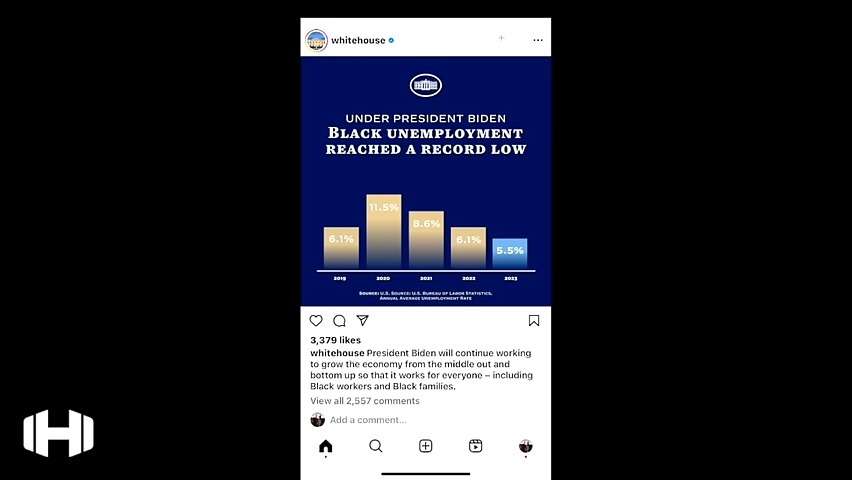 whitehouse
UNDER PRESIDENT BIDEN
BLACK UNEMPLOYMENT
REACHED A RECORD LOW
6.1%
11.5%
8.6%
6.1%
5.5%
2019
2020
2021
2022
2023
SOURCE: U.S. SOURCE: U.S. BUREAU OF LABOR STATISTICS,
ANNUAL AVERAGE UNEMPLOYMENT RATE
3,379 likes
whitehouse President Biden will continue working
to grow the economy from the middle out and
bottom up so that it works for everyone – including
Black workers and Black families.
View all 2,557 comments
Add a comment...